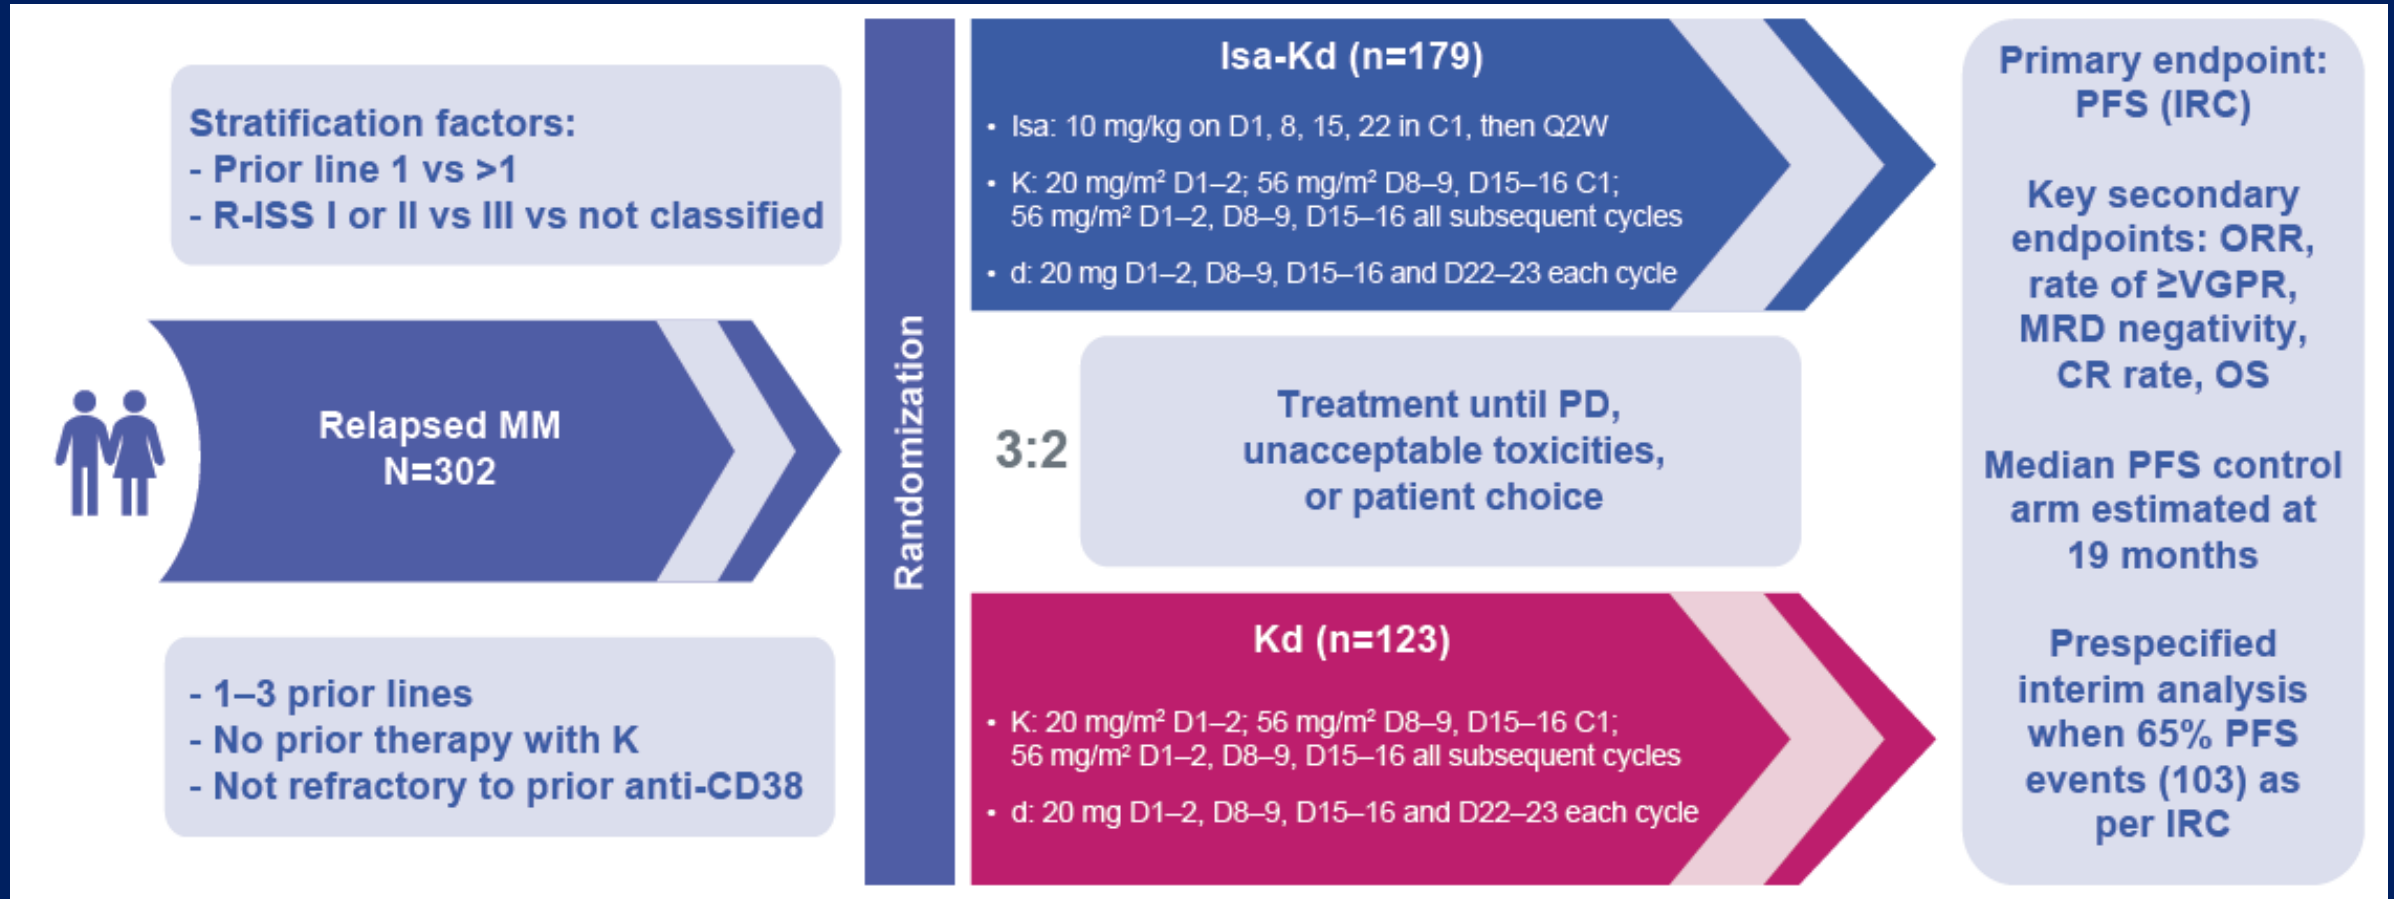 Stratification factors:
- Prior line 1 vs >1
- R-ISS I or II vs III vs not classified
Relapsed MM
N=302
- 1–3 prior lines
- No prior therapy with K
- Not refractory to prior anti-CD38
Randomization
Isa-Kd (n=179)
• Isa: 10 mg/kg on D1, 8, 15, 22 in C1, then Q2W
• K: 20 mg/m² D1–2; 56 mg/m² D8–9, D15–16 C1;
56 mg/m² D1–2, D8–9, D15–16 all subsequent cycles
• d: 20 mg D1–2, D8–9, D15–16 and D22–23 each cycle
3:2
Treatment until PD,
unacceptable toxicities,
or patient choice
Kd (n=123)
• K: 20 mg/m² D1–2; 56 mg/m² D8–9, D15–16 C1;
56 mg/m² D1–2, D8–9, D15–16 all subsequent cycles
• d: 20 mg D1–2, D8–9, D15–16 and D22–23 each cycle
Primary endpoint:
PFS (IRC)
Key secondary
endpoints: ORR,
rate of ≥VGPR,
MRD negativity,
CR rate, OS
Median PFS control
arm estimated at
19 months
Prespecified
interim analysis
when 65% PFS
events (103) as
per IRC